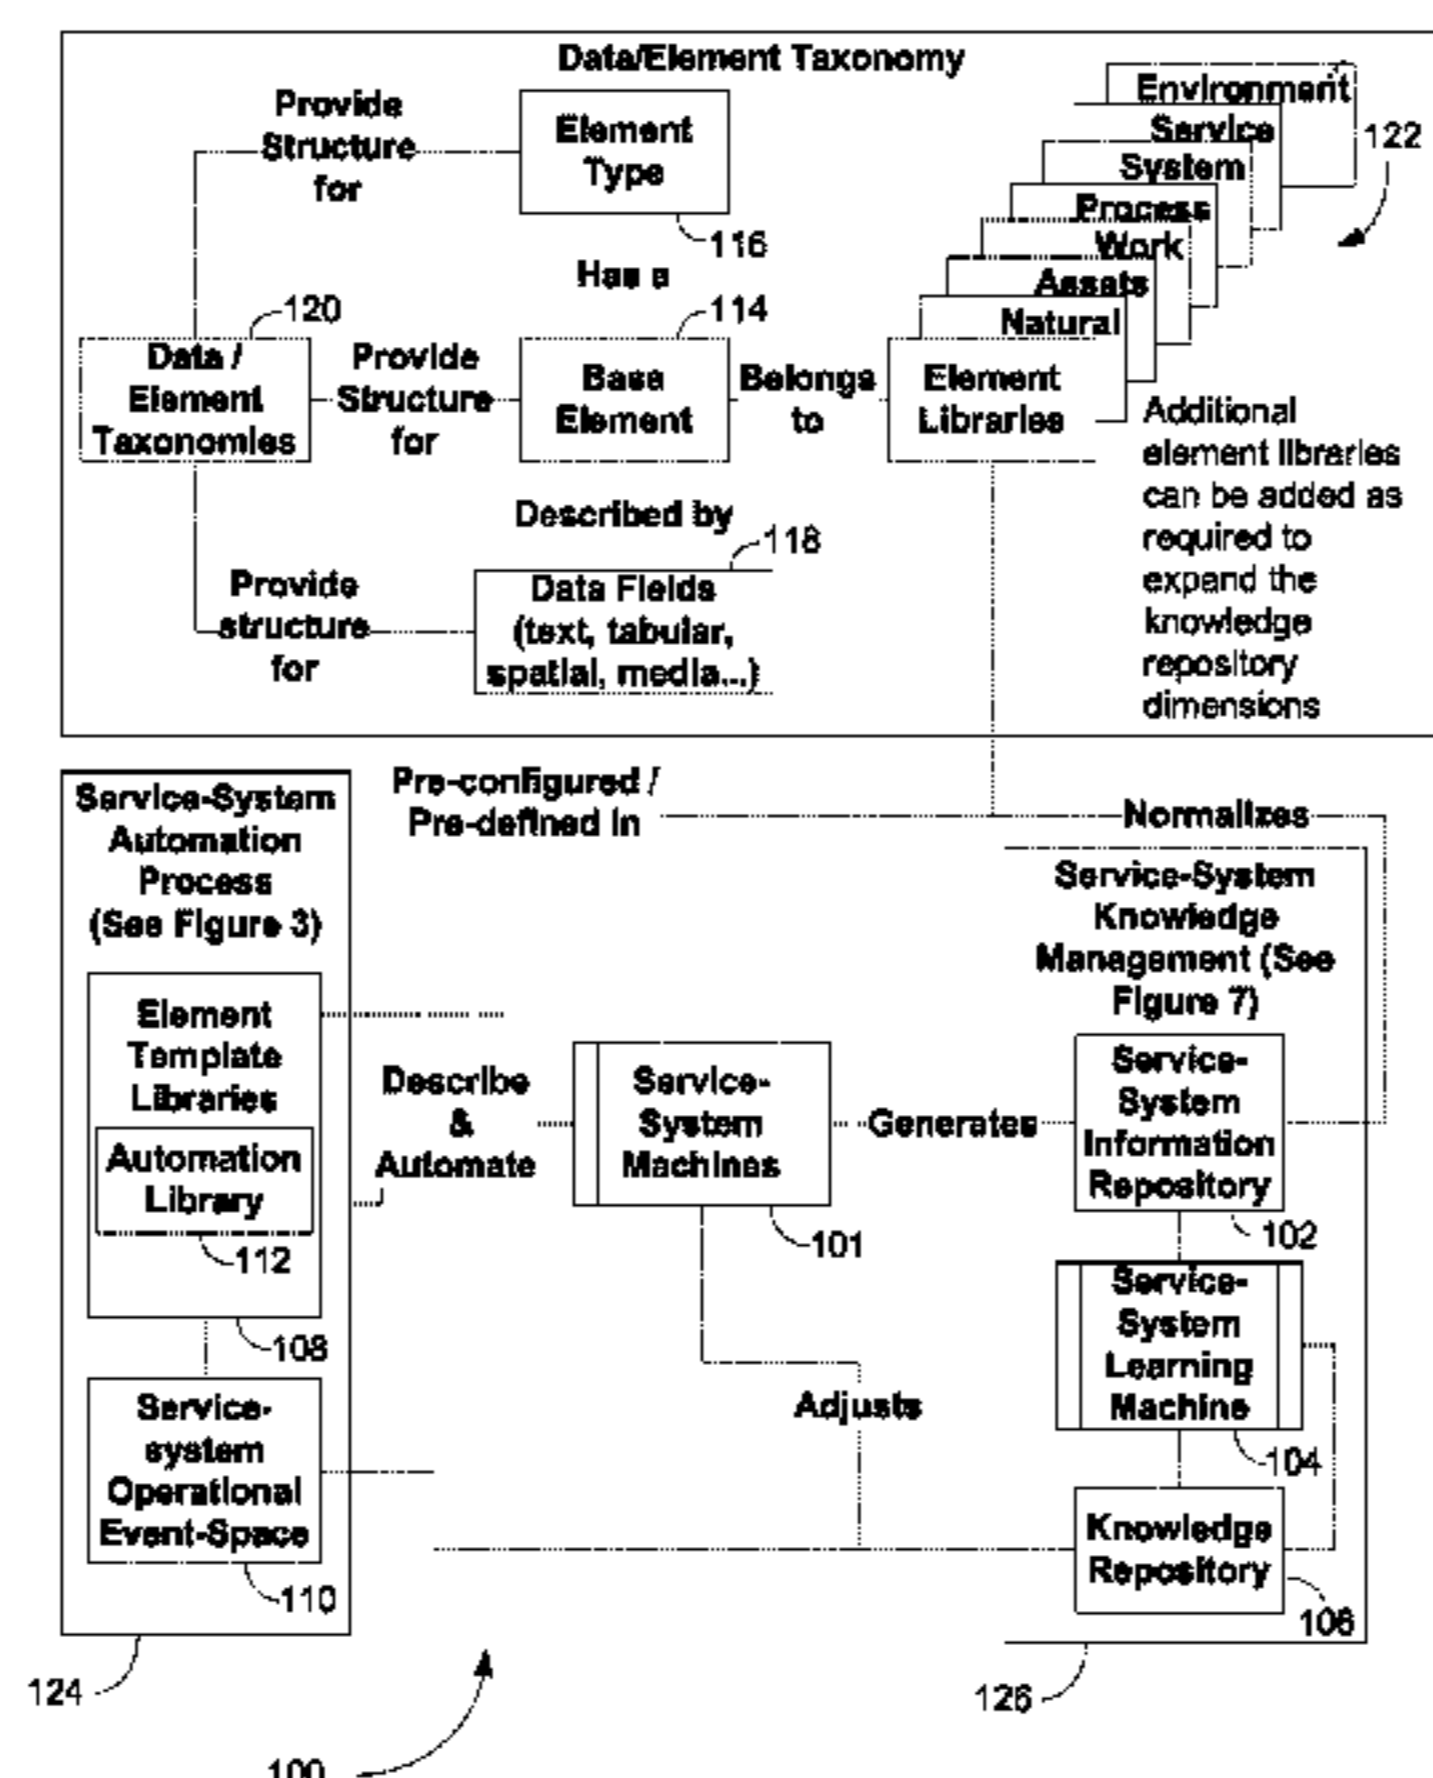 Data/Element Taxonomy
Provide
Structure
for
Element
Type
116
Has a
Environment
Service
System
Process
Work
Assets
Natural
122
120
Data /
Element
Taxonomies
Provide
Structure
for
114
Base
Element
Belongs
to
Element
Libraries
Additional
element libraries
can be added as
required to
expand the
knowledge
repository
dimensions
Described by
118
Provide
structure
for
Data Fields
(text, tabular,
spatial, media...)
Service-System
Automation
Process
(See Figure 3)
Pre-configured /
Pre-defined in
Normalizes
Service-System
Knowledge
Management (See
Figure 7)
Element
Template
Libraries
Automation
Library
112
108
Describe
&
Automate
Service-
System
Machines
101
Generates
Service-
System
Information
Repository
102
Service-
System
Learning
Machine
104
Adjusts
Service-
system
Operational
Event-Space
110
Knowledge
Repository
106
124
126
100